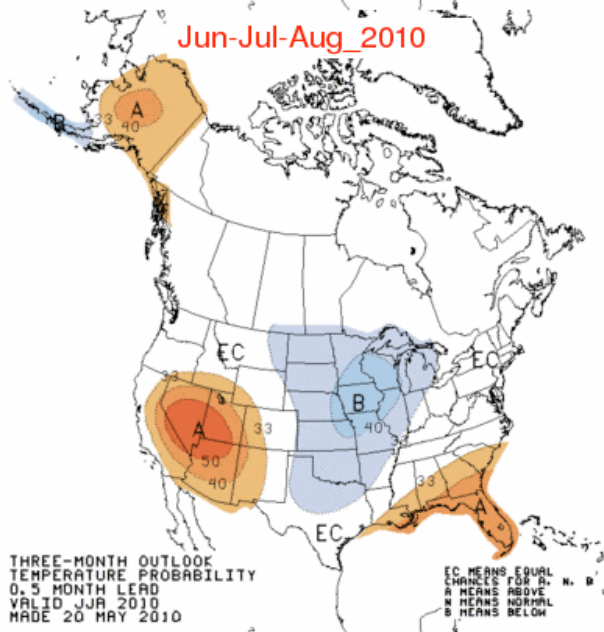 Jun-Jul-Aug_2010
A
33
40
B
EC
EC
33
B
A
33
40
3
50
33
40
A
EC
THREE-MONTH OUTLOOK
TEMPERATURE PROBABILITY
0.5 MONTH LEAD
VALID JJA 2010
MADE 20 MAY 2010
EC MEANS EQUAL
CHANCES FOR A, N, B
A MEANS ABOVE
N MEANS NORMAL
B MEANS BELOW